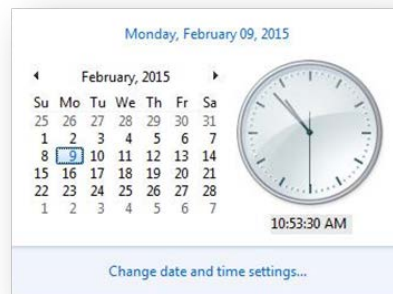 Monday, February 09, 2015
February, 2015
Su Mo Tu We Th Fr Sa
25 26 27 28 29 30 31
1 2 3 4 5 6 7
8 9 10 11 12 13 14
15 16 17 18 19 20 21
22 23 24 25 26 27 28
1 2 3 4 5 6 7
10:53:30 AM
Change date and time settings...